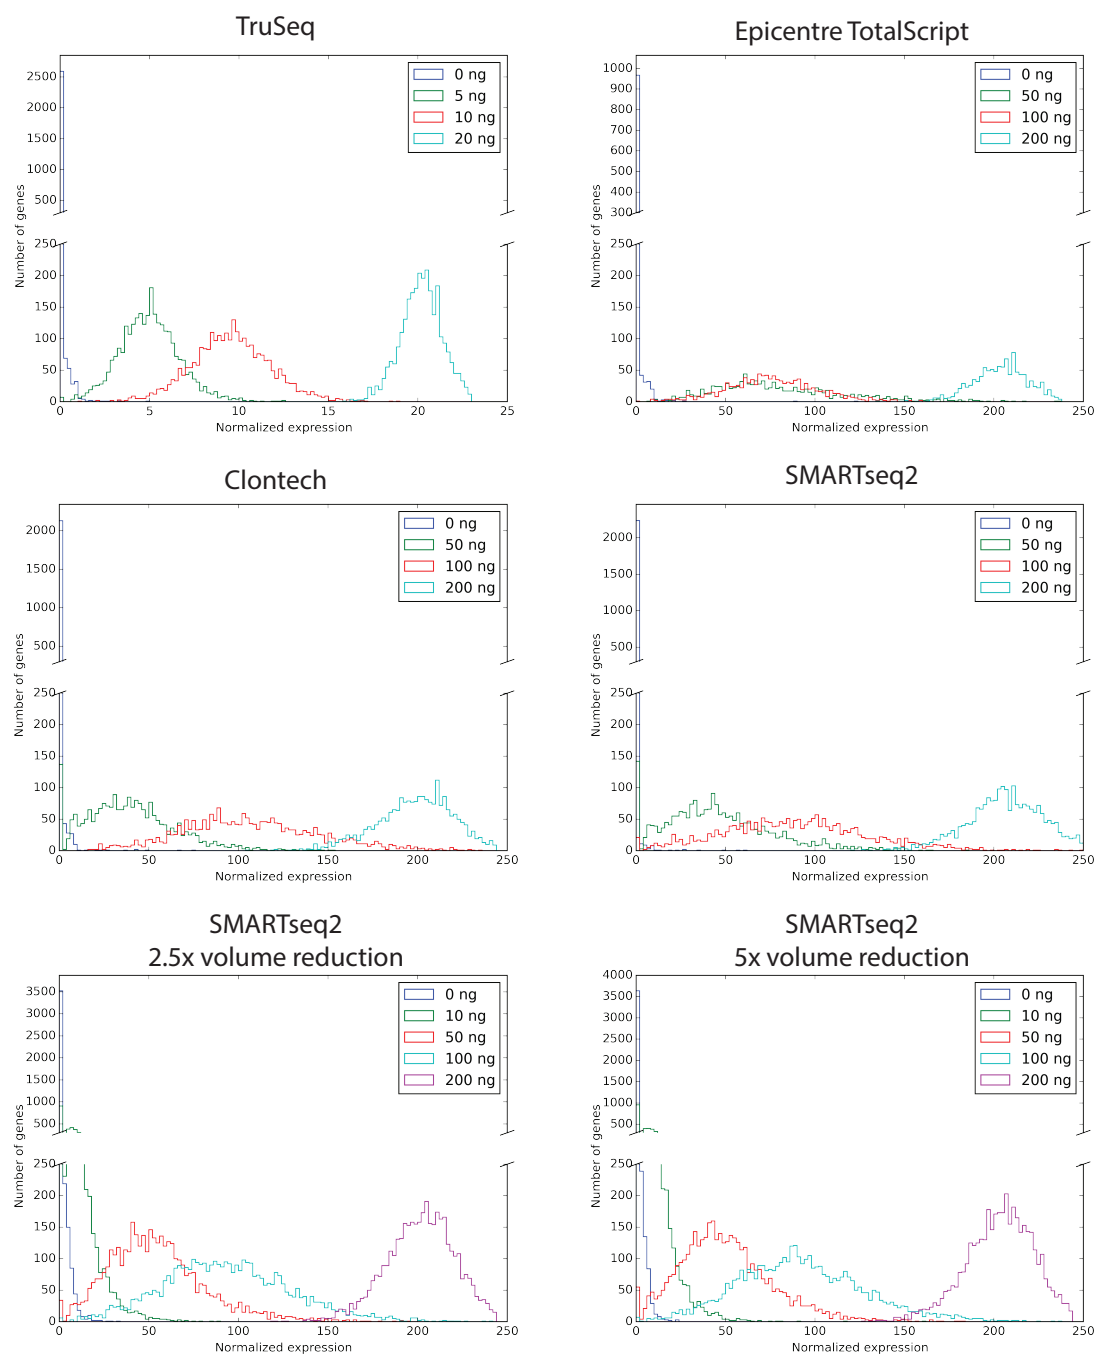 TruSeq
2500
2000
1500
1000
500
250
200
150
100
50
0
0 5 10 15 20 25
Number of genes
Normalized expression
0 ng
5 ng
10 ng
20 ng
Epicentre TotalScript
1000
900
800
700
600
500
400
300
250
200
150
100
50
0
0 50 100 150 200 250
Number of genes
Normalized expression
0 ng
50 ng
100 ng
200 ng
Clontech
2000
1500
1000
500
250
200
150
100
50
0
0 50 100 150 200 250
Number of genes
Normalized expression
0 ng
50 ng
100 ng
200 ng
SMARTseq2
2000
1500
1000
500
250
200
150
100
50
0
0 50 100 150 200 250
Number of genes
Normalized expression
0 ng
50 ng
100 ng
200 ng
SMARTseq2
2.5x volume reduction
3500
3000
2500
2000
1500
1000
500
250
200
150
100
50
0
0 50 100 150 200 250
Number of genes
Normalized expression
0 ng
10 ng
50 ng
100 ng
200 ng
SMARTseq2
5x volume reduction
4000
3500
3000
2500
2000
1500
1000
500
250
200
150
100
50
0
0 50 100 150 200 250
Number of genes
Normalized expression
0 ng
10 ng
50 ng
100 ng
200 ng